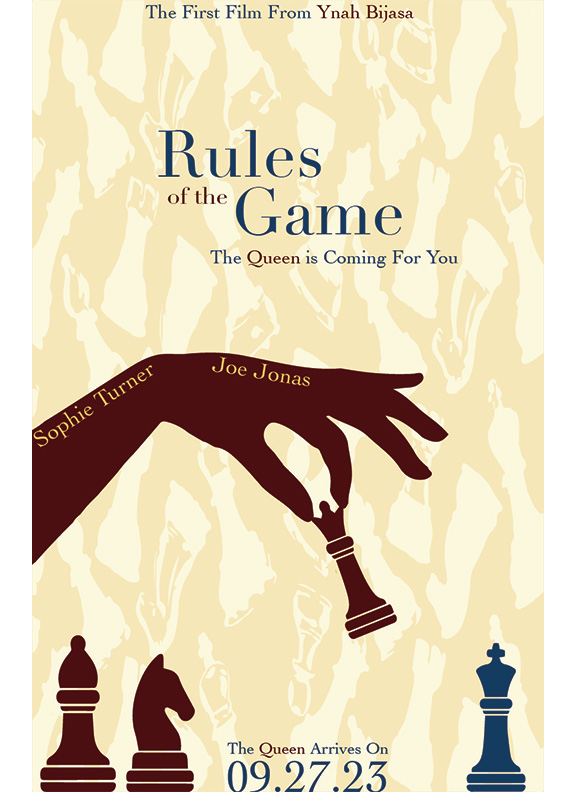 The First Film From Ynah Bijasa
Rules
of the
Game
The Queen is Coming For You
Sophie Turner
Joe Jonas
The Queen Arrives On
09.27.23